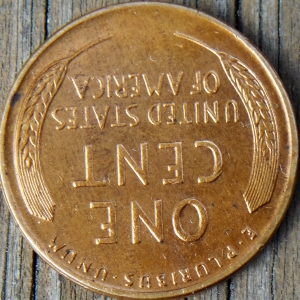 E · PLURIBUS · UNUM
ONE
CENT
UNITED STATES
OF AMERICA